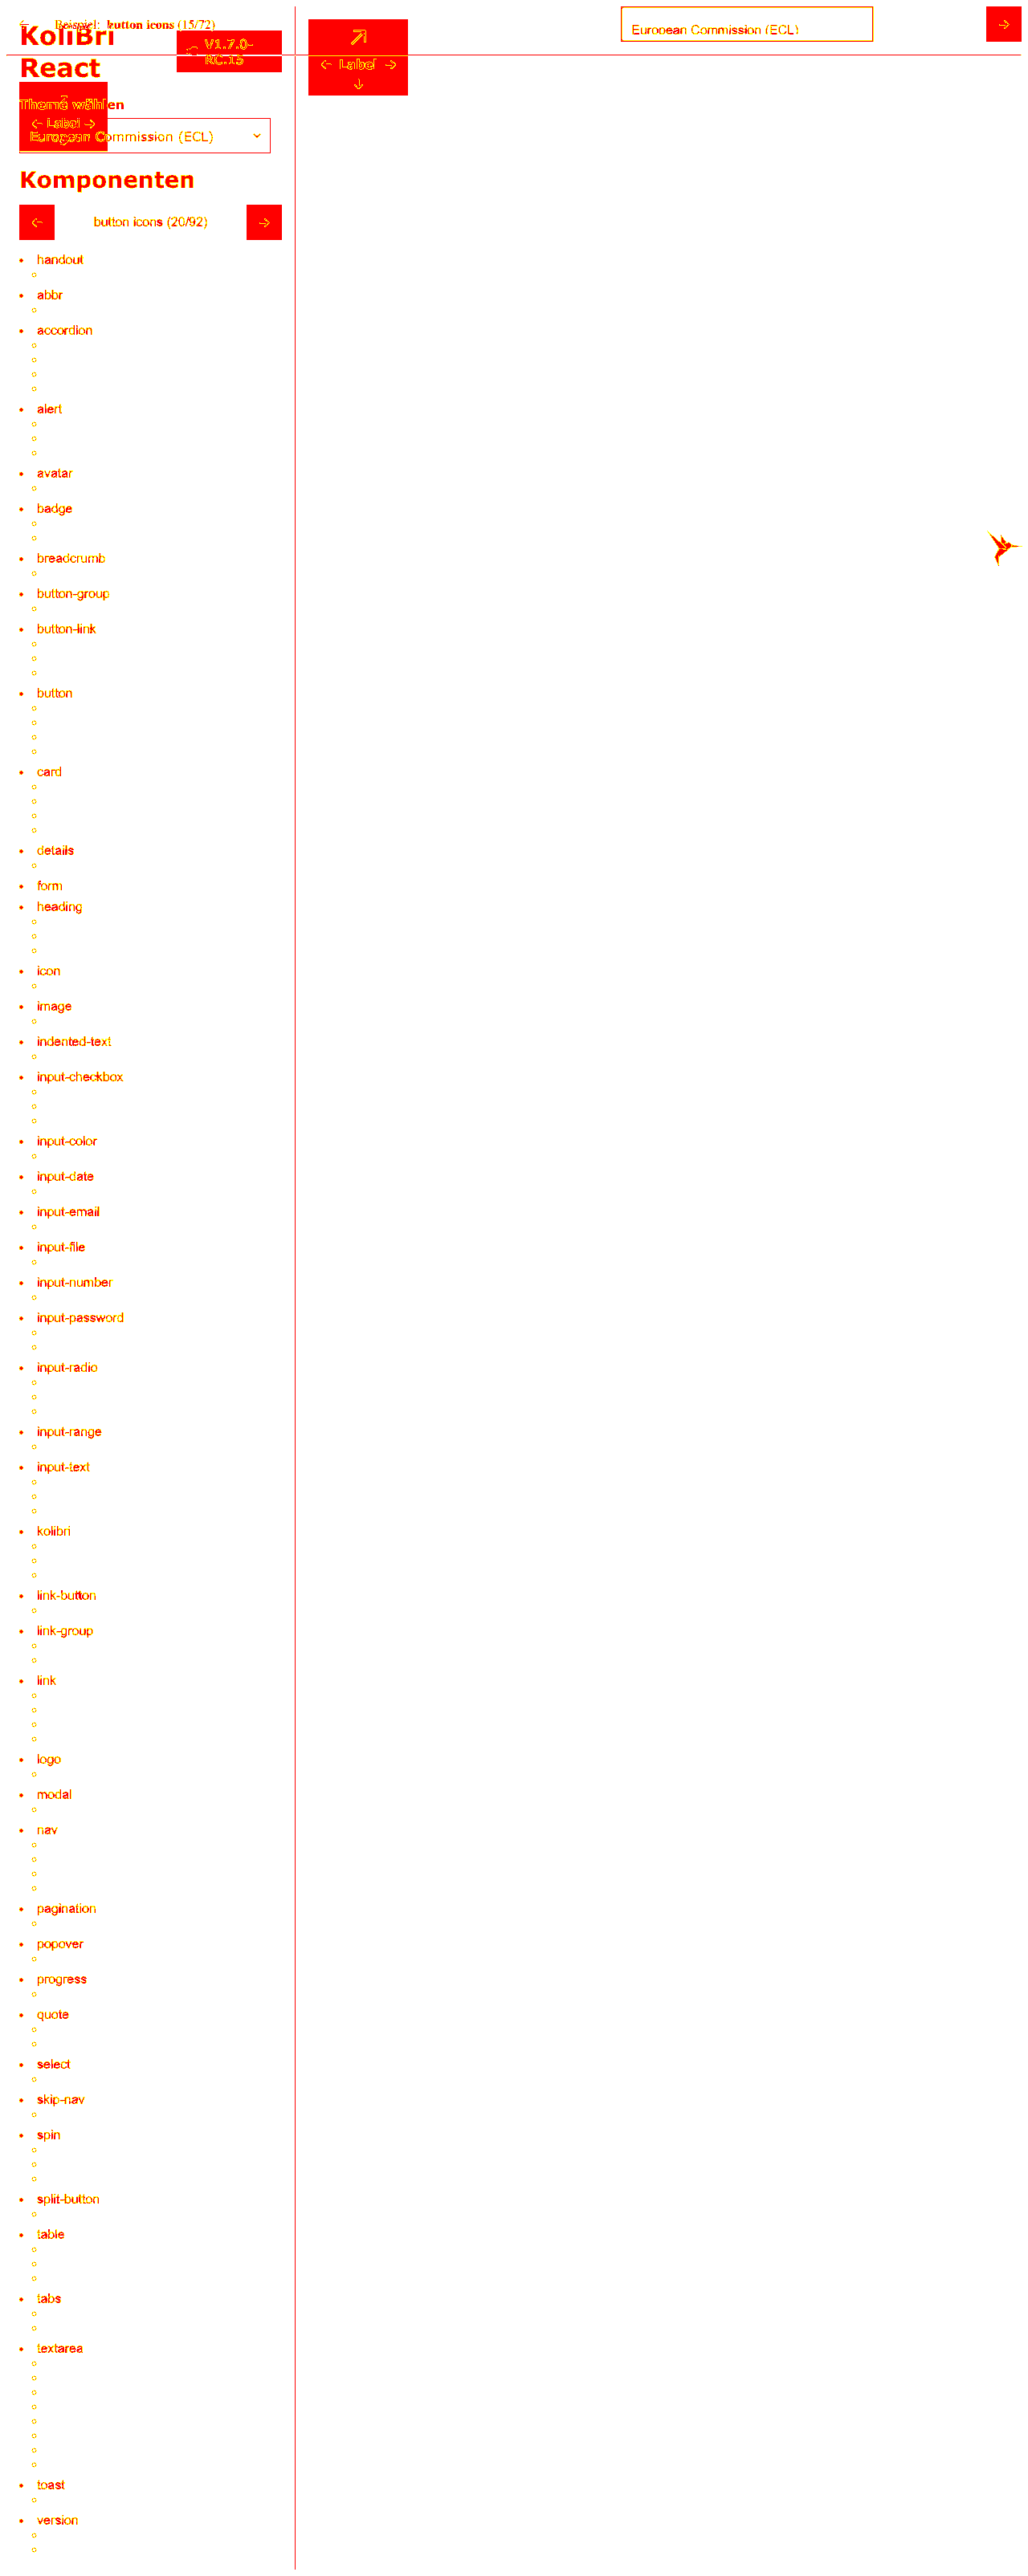 Beispiel: button icons (15/72)
European Commission (ECL)
KoliBri
React
V1.7.0-
RC.15
← Label →
Thema wählen
← Label →
European Commission (ECL)
Komponenten
button icons (20/92)
handout
abbr
accordion
alert
avatar
badge
breadcrumb
button-group
button-link
button
card
details
form
heading
icon
image
indented-text
input-checkbox
input-color
input-date
input-email
input-file
input-number
input-password
input-radio
input-range
input-text
kolibri
link-button
link-group
link
logo
modal
nav
pagination
popover
progress
quote
select
skip-nav
spin
split-button
table
tabs
textarea
toast
version